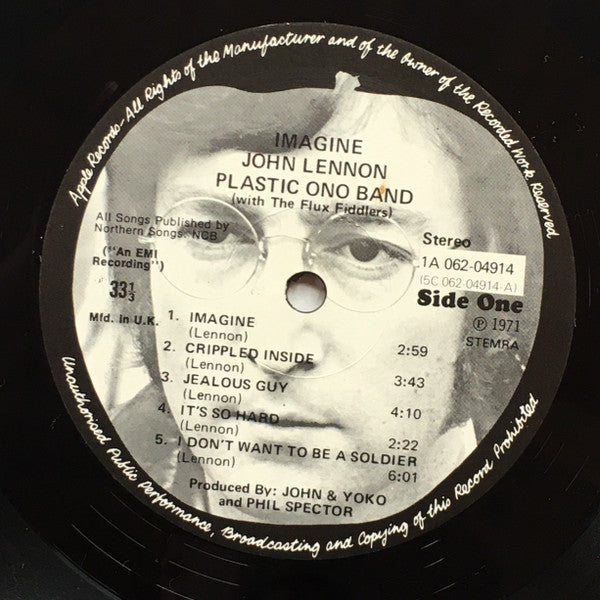 Apple Records-All Rights of the Manufacturer and of the Owner of the Recorded Work Reserved
IMAGINE
JOHN LENNON
PLASTIC ONO BAND
(with The Flux Fiddlers)
All Songs Published by
Northern Songs. NCB
("An EMI
Recording")
33⅓
Mfd. in U.K.
Stereo
1A 062-04914
(5C 062-04914-A)
Side One
Ⓟ 1971
STEMRA
1. IMAGINE 2:59
(Lennon)
2. CRIPPLED INSIDE 3:43
(Lennon)
3. JEALOUS GUY 4:10
(Lennon)
4. IT'S SO HARD 2:22
(Lennon)
5. I DON'T WANT TO BE A SOLDIER
(Lennon) 6:01
Produced By: JOHN & YOKO
and PHIL SPECTOR
Unauthorised Public Performance, Broadcasting and Copying of this Record Prohibited